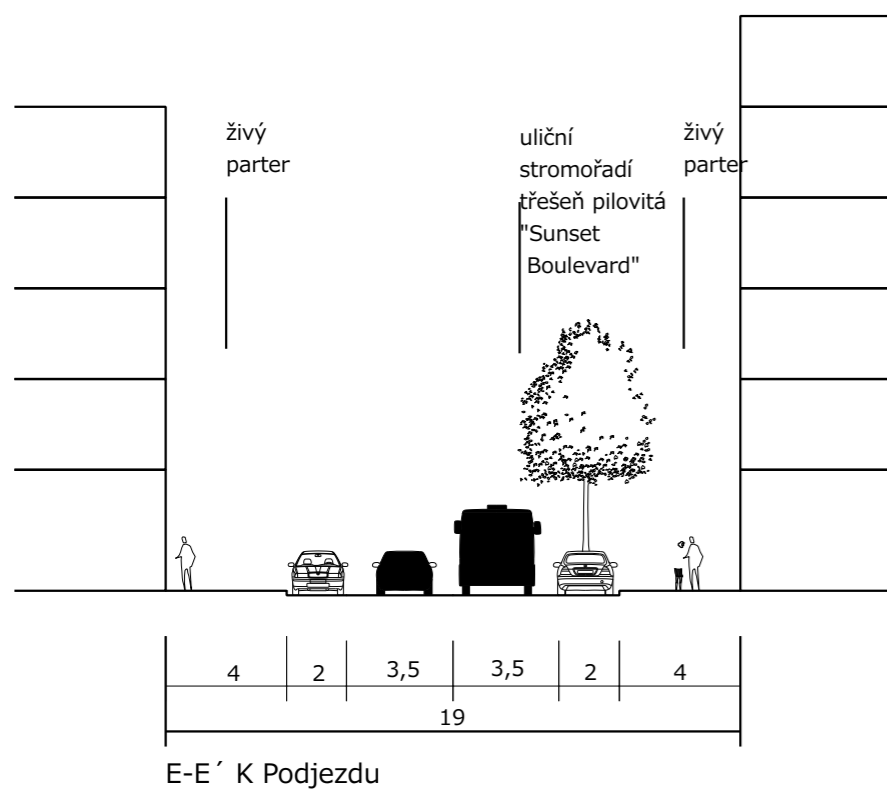 živý
parter
uliční
stromořadí
třešeň pilovitá
"Sunset
Boulevard"
živý
parter
4
2
3,5
3,5
2
4
19
E-E´ K Podjezdu